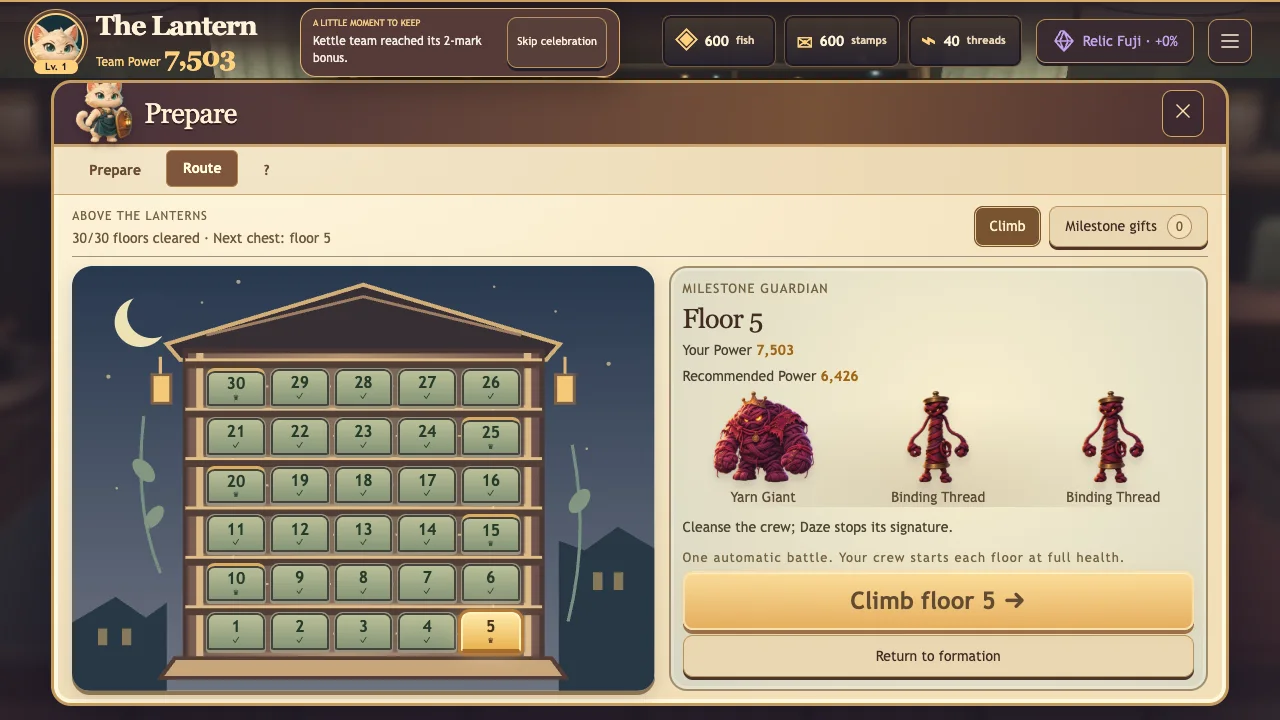 The Lantern
Lv. 1
Team Power 7,503
A LITTLE MOMENT TO KEEP
Kettle team reached its 2-mark
bonus.
Skip celebration
600 fish
600 stamps
40 threads
Relic Fuji · +0%
Prepare
Prepare
Route
?
ABOVE THE LANTERNS
30/30 floors cleared · Next chest: floor 5
Climb
Milestone gifts 0
30 29 28 27 26
21 22 23 24 25
20 19 18 17 16
11 12 13 14 15
10 9 8 7 6
1 2 3 4 5
MILESTONE GUARDIAN
Floor 5
Your Power 7,503
Recommended Power 6,426
Yarn Giant
Binding Thread
Binding Thread
Cleanse the crew; Daze stops its signature.
One automatic battle. Your crew starts each floor at full health.
Climb floor 5 →
Return to formation